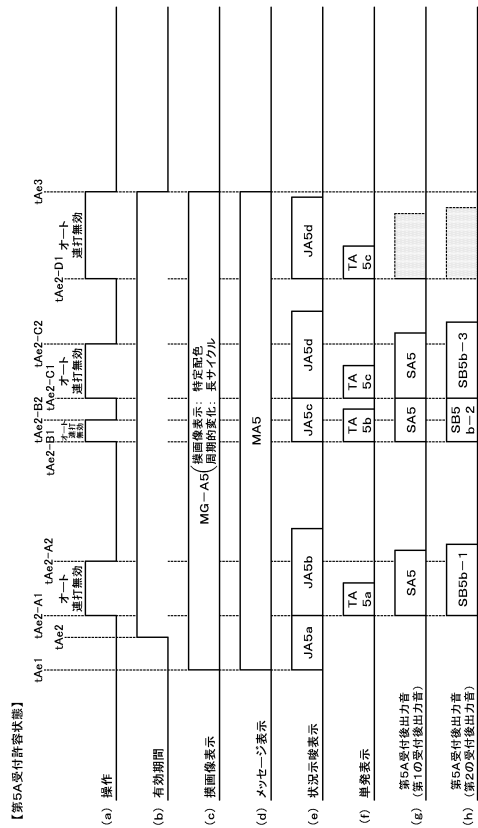 【第5A受付許容状態】
tAe1
tAe2
tAe2-A1
tAe2-A2
tAe2-B1
tAe2-B2
tAe2-C1
tAe2-C2
tAe2-D1
tAe3
(a) 操作
オート
連打無効
オート
連打
無効
オート
連打無効
オート
連打無効
(b) 有効期間
(c) 操画像表示
MG-A5(操画像表示: 特定配色
周期的変化: 長サイクル)
(d) メッセージ表示
MA5
(e) 状況示唆表示
JA5a
JA5b
JA5c
JA5d
JA5d
(f) 単発表示
TA
5a
TA
5b
TA
5c
TA
5c
(g) 第5A受付後出力音
(第1の受付後出力音)
SA5
SA5
SA5
(h) 第5A受付後出力音
(第2の受付後出力音)
SB5b-1
SB5
b-2
SB5b-3